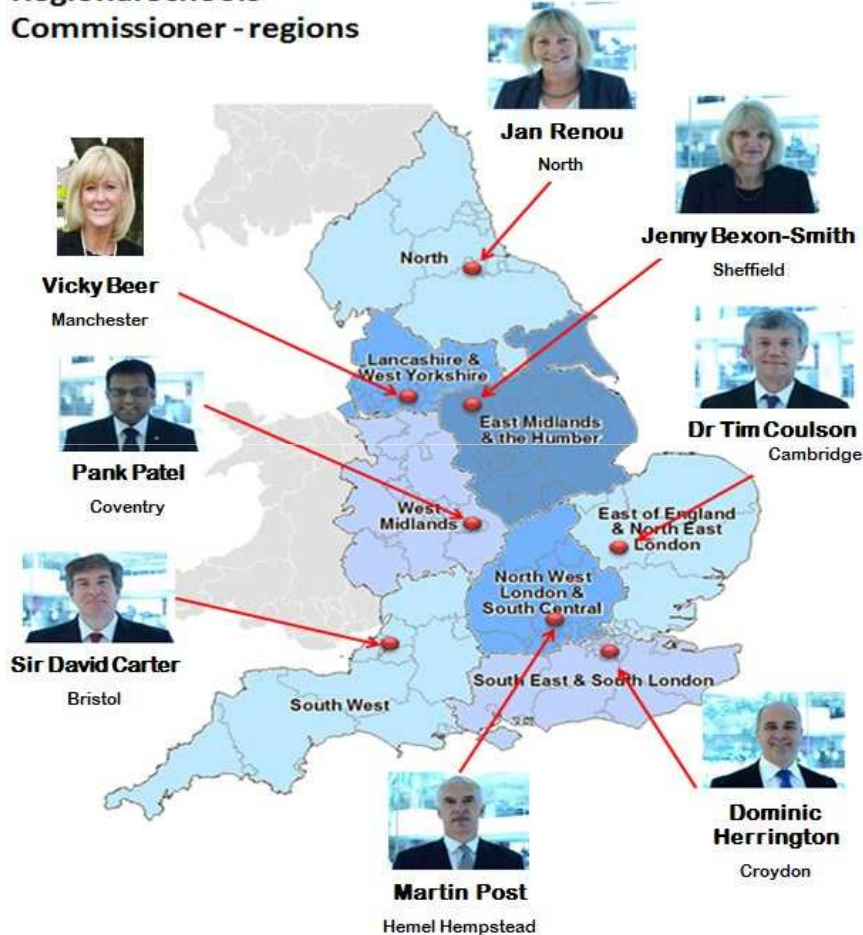 Commissioner - regions
Jan Renou
North
Vicky Beer
Manchester
Jenny Bexon-Smith
Sheffield
Pank Patel
Coventry
Dr Tim Coulson
Cambridge
Sir David Carter
Bristol
Martin Post
Hemel Hempstead
Dominic
Herrington
Croydon
North
Lancashire &
West Yorkshire
East Midlands
& the Humber
West
Midlands
East of England
& North East
London
North West
London &
South Central
South East & South London
South West